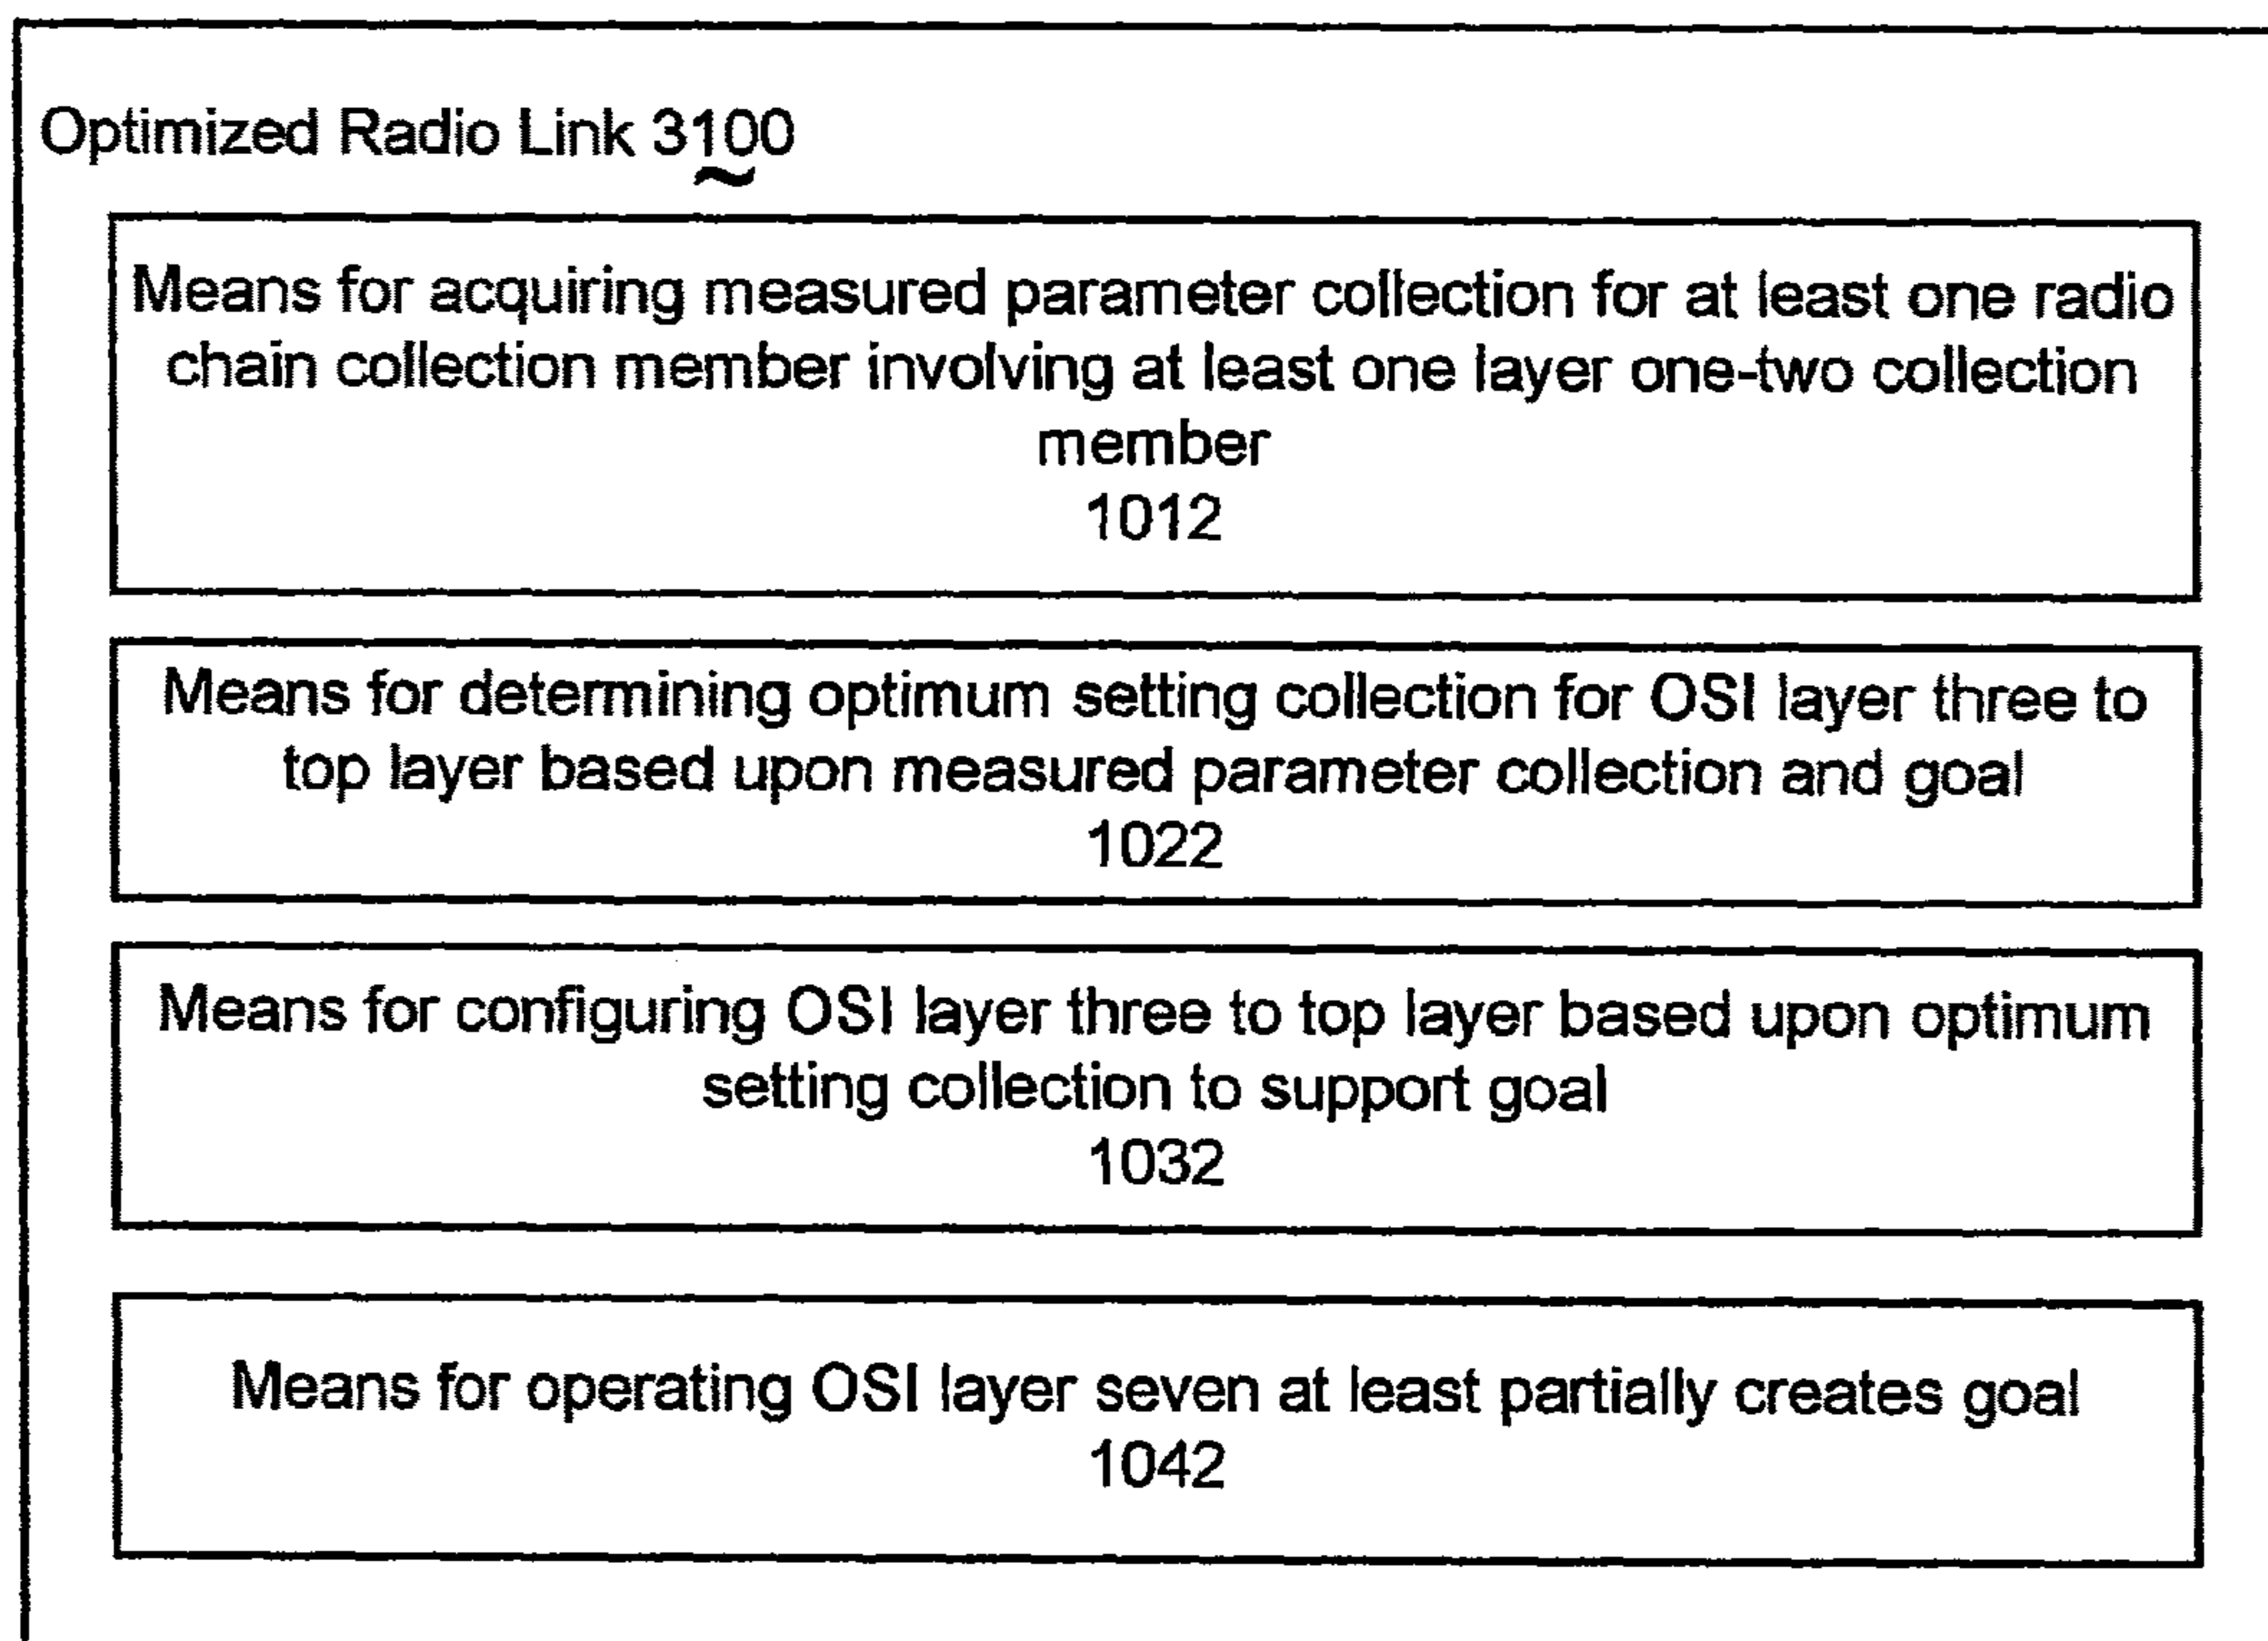 Optimized Radio Link 3100
Means for acquiring measured parameter collection for at least one radio
chain collection member involving at least one layer one-two collection
member
1012
Means for determining optimum setting collection for OSI layer three to
top layer based upon measured parameter collection and goal
1022
Means for configuring OSI layer three to top layer based upon optimum
setting collection to support goal
1032
Means for operating OSI layer seven at least partially creates goal
1042